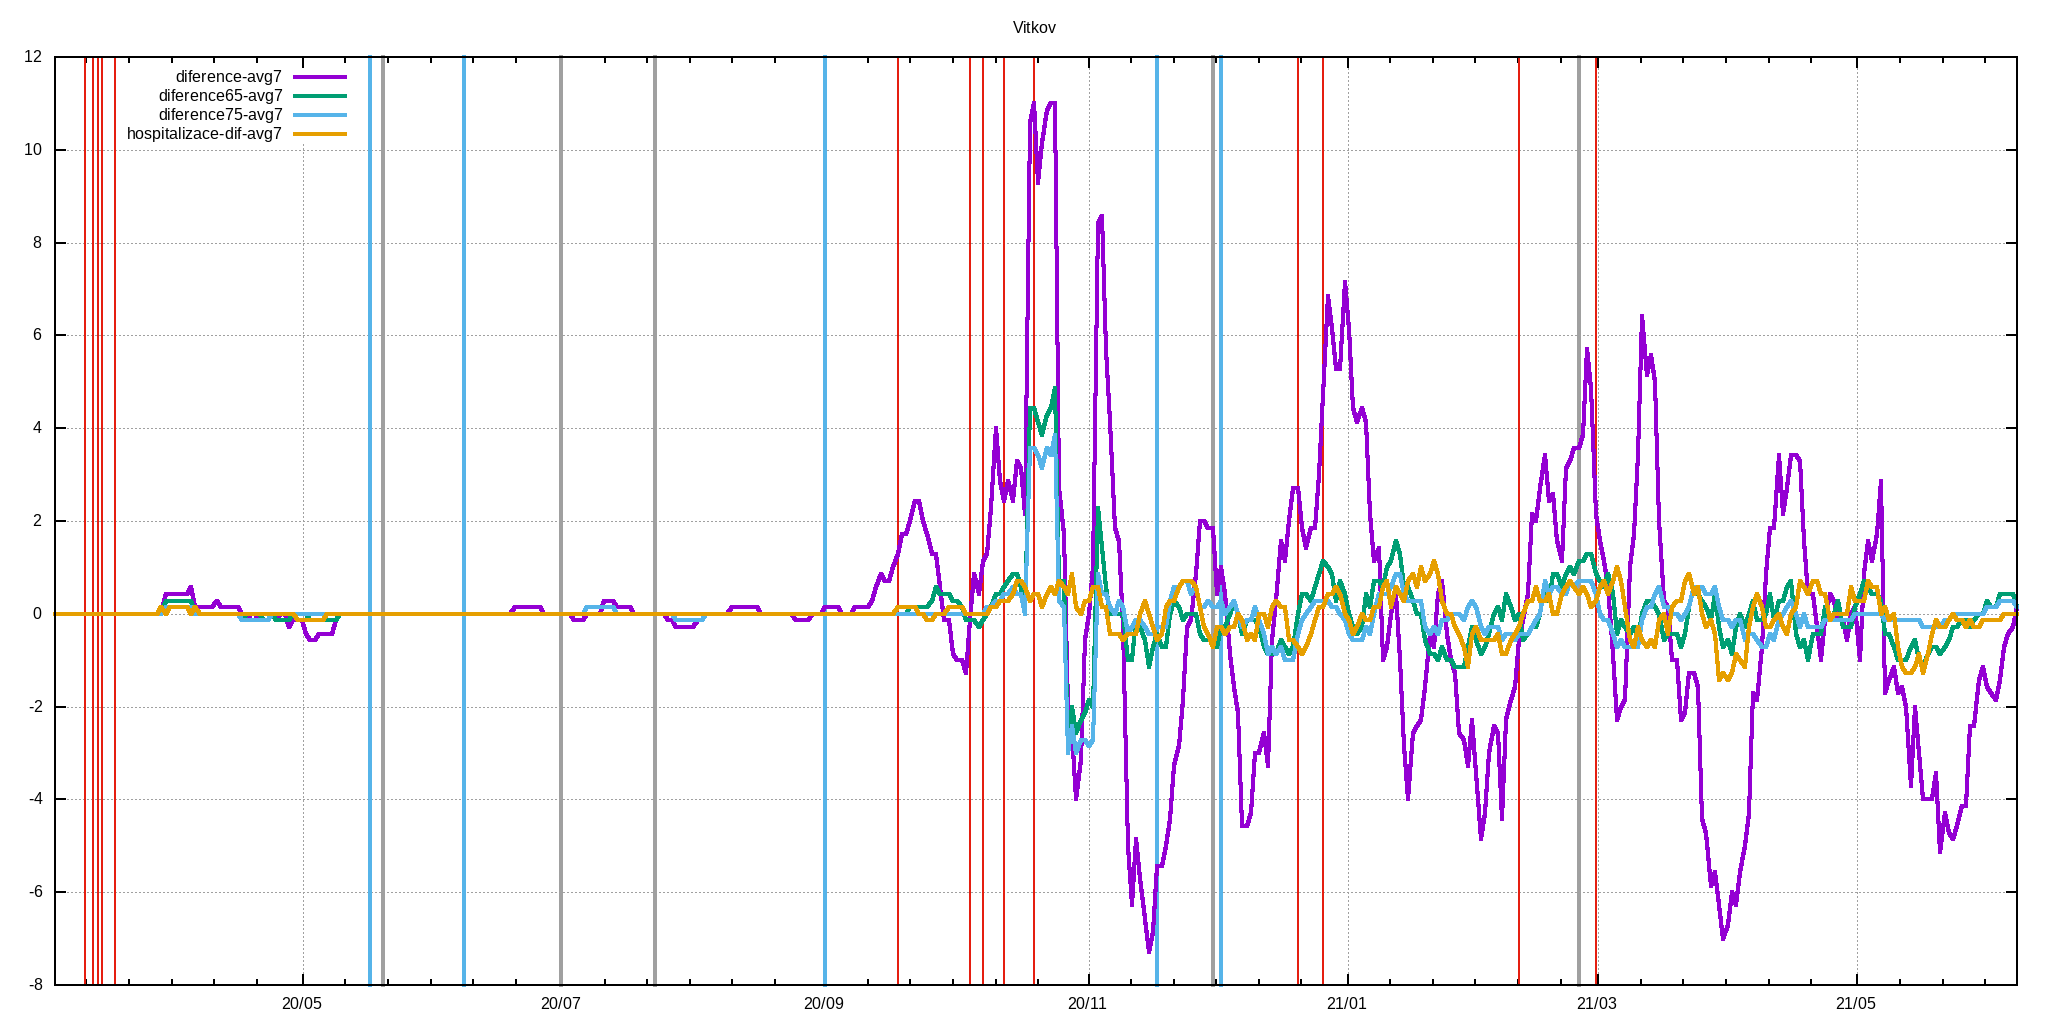 Vitkov
12
diference-avg7
diference65-avg7
diference75-avg7
hospitalizace-dif-avg7
10
8
6
4
2
0
-2
-4
-6
-8
20/05 20/07 20/09 20/11 21/01 21/03 21/05